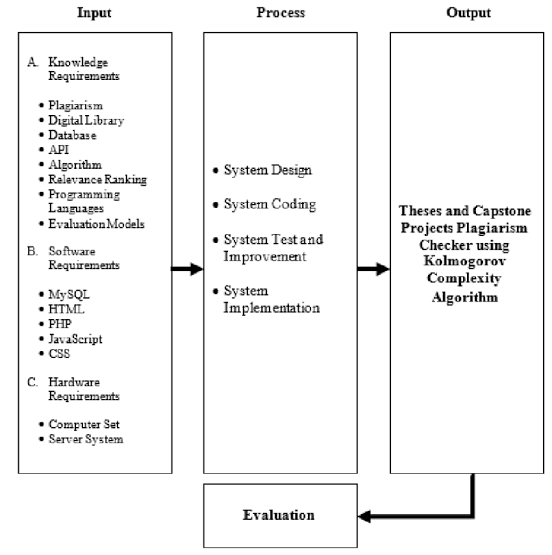 Input
Process
Output
A. Knowledge
Requirements
• Plagiarism
• Digital Library
• Database
• API
• Algorithm
• Relevance Ranking
• Programming
Languages
• Evaluation Models
B. Software
Requirements
• MySQL
• HTML
• PHP
• JavaScript
• CSS
C. Hardware
Requirements
• Computer Set
• Server System
• System Design
• System Coding
• System Test and
Improvement
• System
Implementation
Theses and Capstone
Projects Plagiarism
Checker using
Kolmogorov
Complexity
Algorithm
Evaluation